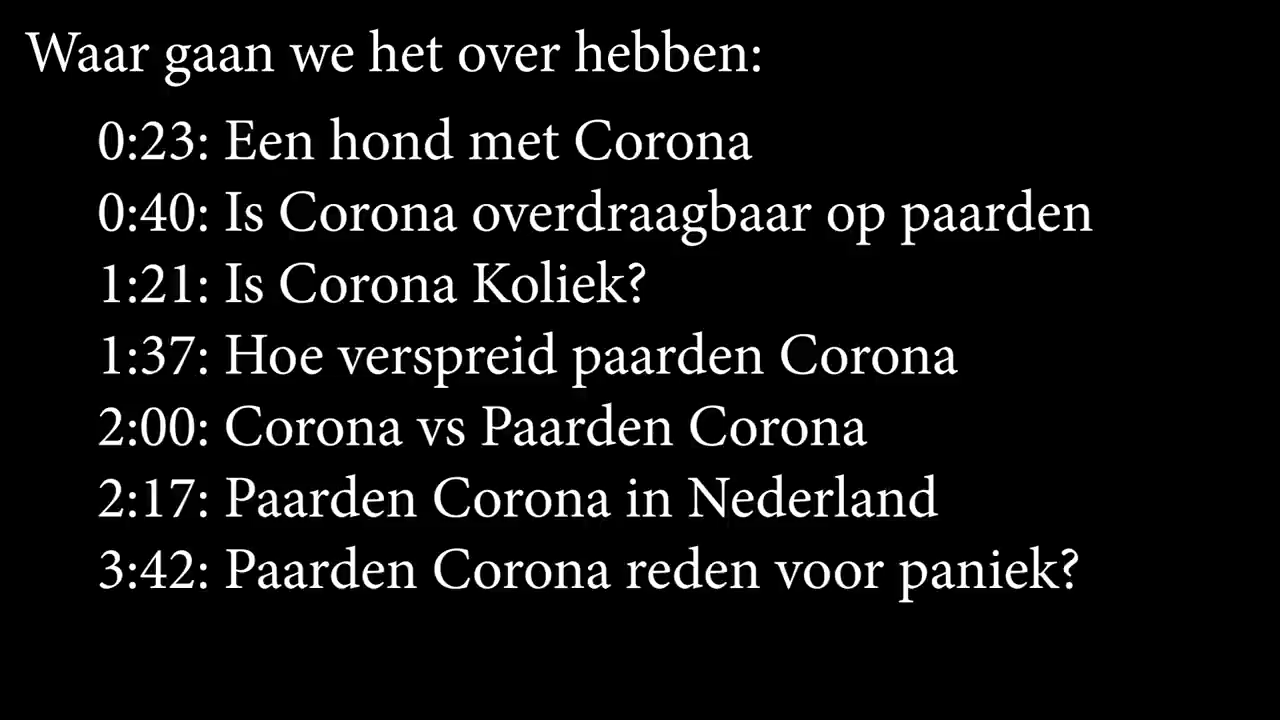 Waar gaan we het over hebben:
0:23: Een hond met Corona
0:40: Is Corona overdraagbaar op paarden
1:21: Is Corona Koliek?
1:37: Hoe verspreid paarden Corona
2:00: Corona vs Paarden Corona
2:17: Paarden Corona in Nederland
3:42: Paarden Corona reden voor paniek?